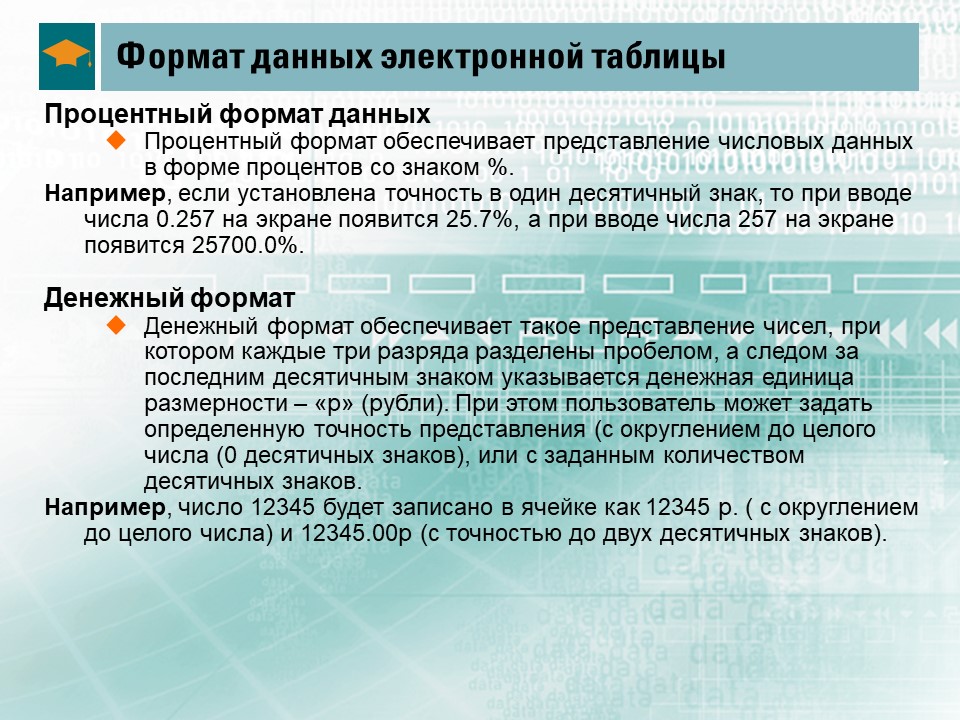 Формат данных электронной таблицы
Процентный формат данных
Процентный формат обеспечивает представление числовых данных
в форме процентов со знаком %.
Например, если установлена точность в один десятичный знак, то при вводе
числа 0.257 на экране появится 25.7%, а при вводе числа 257 на экране
появится 25700.0%.
Денежный формат
Денежный формат обеспечивает такое представление чисел, при
котором каждые три разряда разделены пробелом, а следом за
последним десятичным знаком указывается денежная единица
размерности – «р» (рубли). При этом пользователь может задать
определенную точность представления (с округлением до целого
числа (0 десятичных знаков), или с заданным количеством
десятичных знаков.
Например, число 12345 будет записано в ячейке как 12345 р. ( с округлением
до целого числа) и 12345.00р (с точностью до двух десятичных знаков).